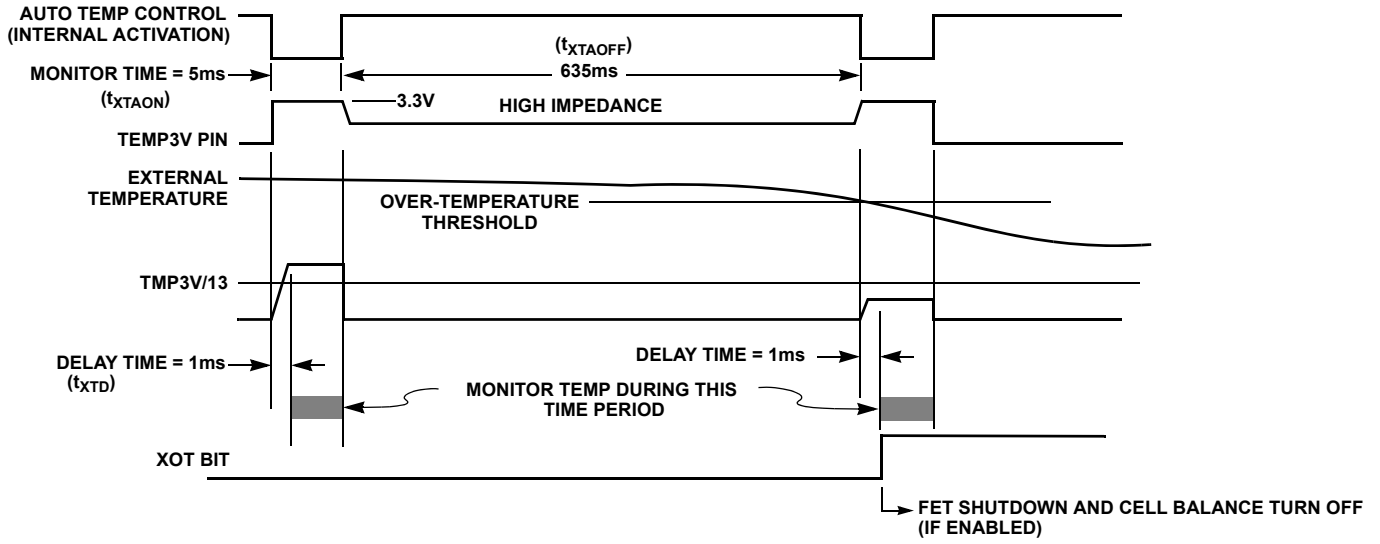 AUTO TEMP CONTROL
(INTERNAL ACTIVATION)
(tXTAOFF)
635ms
MONITOR TIME = 5ms
(tXTAON)
3.3V
HIGH IMPEDANCE
TEMP3V PIN
EXTERNAL
TEMPERATURE
OVER-TEMPERATURE
THRESHOLD
TMP3V/13
DELAY TIME = 1ms
(tXTD)
DELAY TIME = 1ms
MONITOR TEMP DURING THIS
TIME PERIOD
XOT BIT
FET SHUTDOWN AND CELL BALANCE TURN OFF
(IF ENABLED)